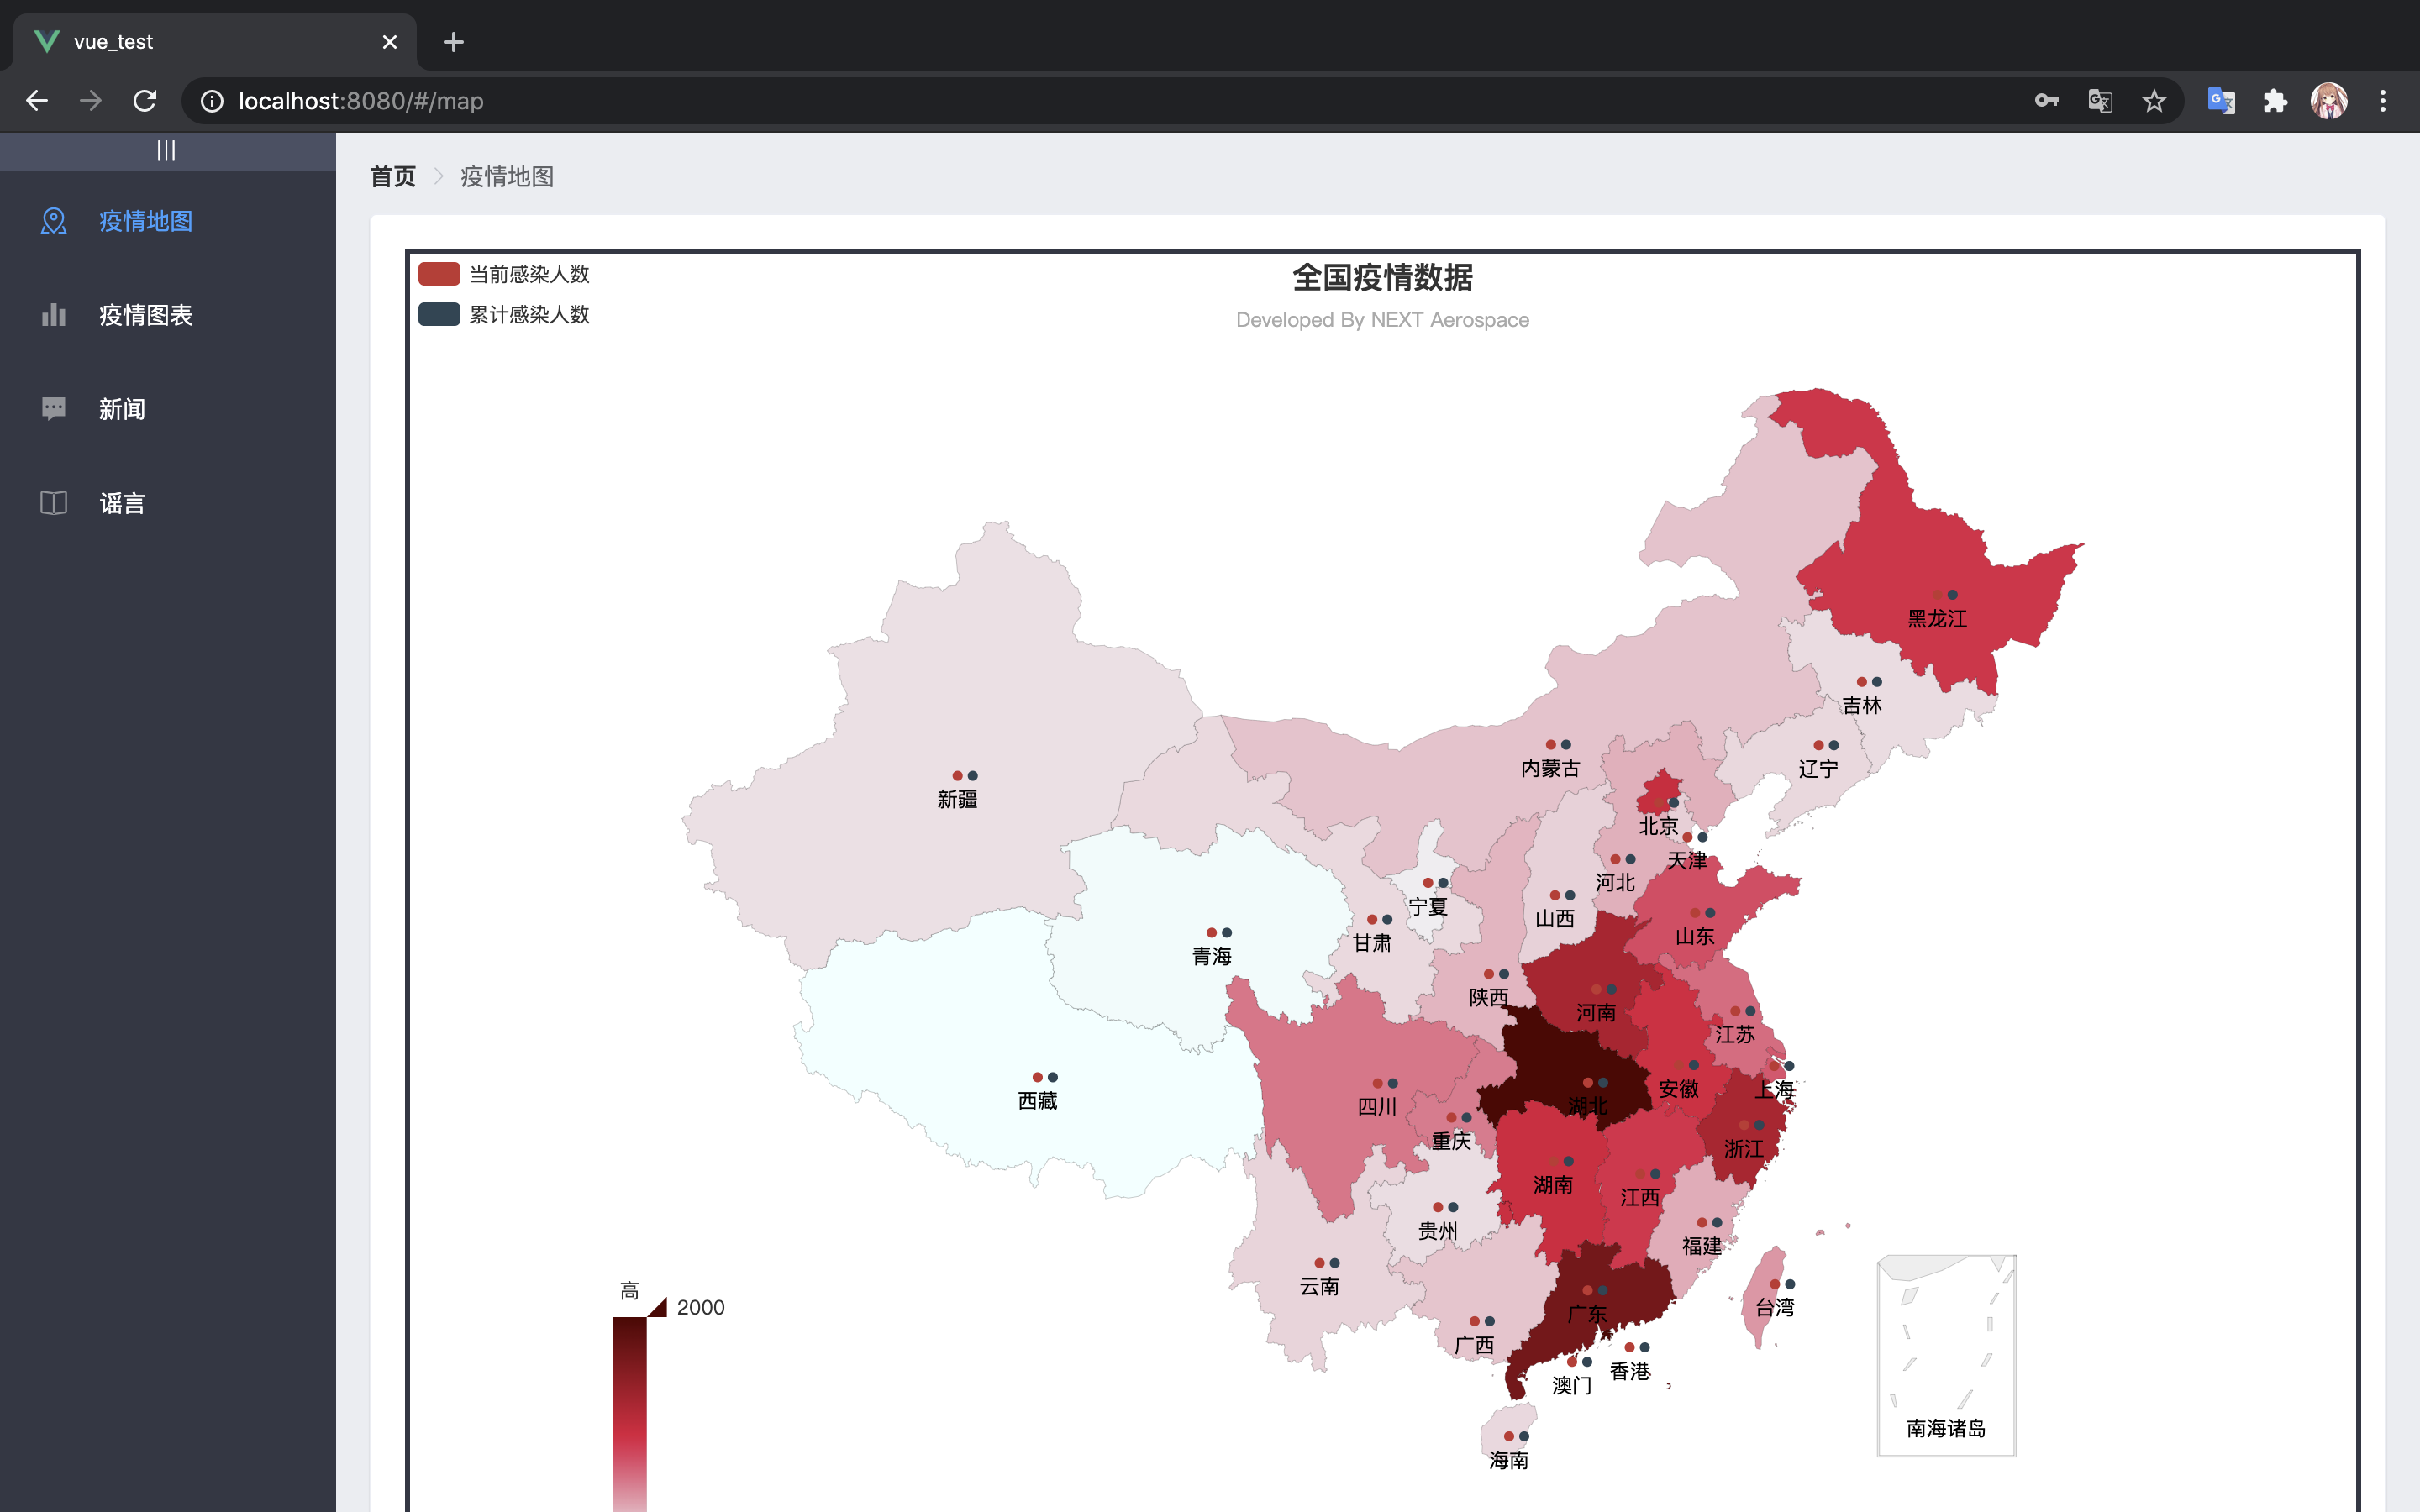 vue_test
localhost:8080/#/map
首页
疫情地图
疫情地图
疫情图表
新闻
谣言
当前感染人数
累计感染人数
全国疫情数据
Developed By NEXT Aerospace
黑龙江
吉林
内蒙古
辽宁
新疆
北京
天津
河北
宁夏
山西
山东
甘肃
青海
陕西
河南
江苏
安徽
上海
西藏
四川
湖北
重庆
浙江
湖南
江西
贵州
福建
云南
台湾
广东
广西
香港
澳门
南海诸岛
海南
高
2000